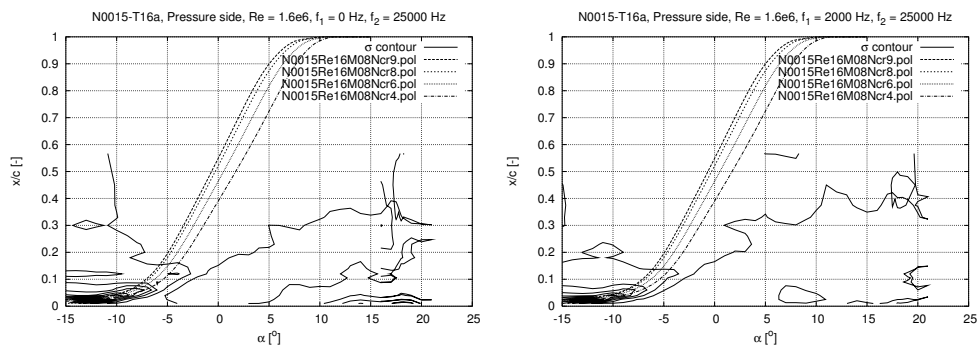 N0015-T16a, Pressure side, Re = 1.6e6, f1 = 0 Hz, f2 = 25000 Hz
σ contour
N0015Re16M08Ncr9.pol
N0015Re16M08Ncr8.pol
N0015Re16M08Ncr6.pol
N0015Re16M08Ncr4.pol
1
0.9
0.8
0.7
0.6
0.5
0.4
0.3
0.2
0.1
0
x/c [-]
-15 -10 -5 0 5 10 15 20 25
α [o]
N0015-T16a, Pressure side, Re = 1.6e6, f1 = 2000 Hz, f2 = 25000 Hz
σ contour
N0015Re16M08Ncr9.pol
N0015Re16M08Ncr8.pol
N0015Re16M08Ncr6.pol
N0015Re16M08Ncr4.pol
1
0.9
0.8
0.7
0.6
0.5
0.4
0.3
0.2
0.1
0
x/c [-]
-15 -10 -5 0 5 10 15 20 25
α [o]